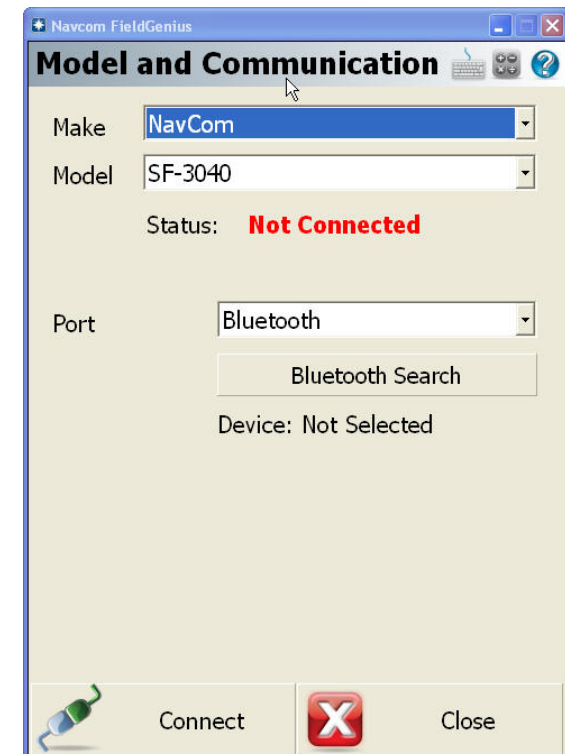 Navcom FieldGenius
Model and Communication
Make NavCom
Model SF-3040
Status: Not Connected
Port Bluetooth
Bluetooth Search
Device: Not Selected
Connect Close